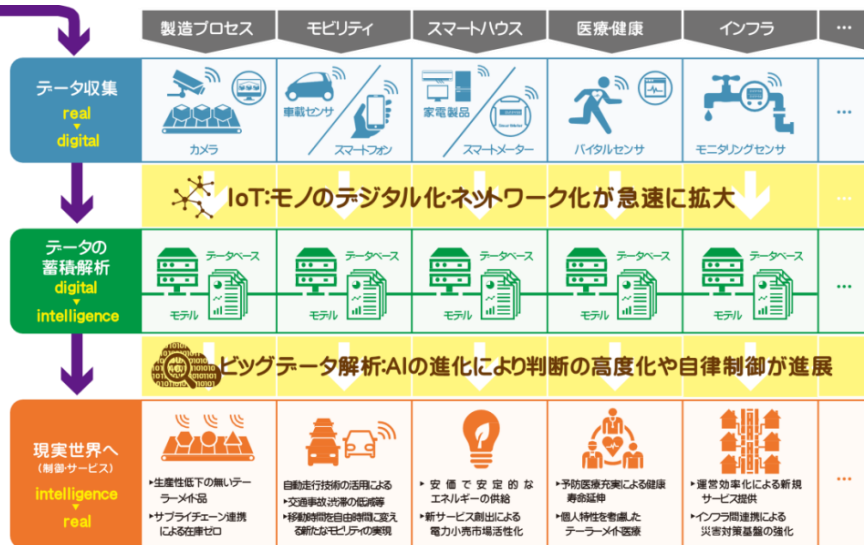 製造プロセス
モビリティ
スマートハウス
医療・健康
インフラ
…
データ収集
real
digital
カメラ
車載センサ
スマートフォン
家電製品
スマートメーター
バイタルセンサ
モニタリングセンサ
…
IoT:モノのデジタル化・ネットワーク化が急速に拡大
…
データの
蓄積・解析
digital
intelligence
データベース
モデル
データベース
モデル
データベース
モデル
データベース
モデル
データベース
モデル
…
ビッグデータ解析:AIの進化により判断の高度化や自律制御が進展
現実世界へ
(制御・サービス)
intelligence
real
▸生産性低下の無いテー
ラーメイド品
▸サプライチェーン連携
による在庫ゼロ
自動走行技術の活用による
▸交通事故、渋滞の低減等
▸移動時間を自由時間に変え
る新たなモビリティの実現
▸安価で安定的な
エネルギーの供給
▸新サービス創出による
電力小売市場活性化
▸予防医療充実による健康
寿命延伸
▸個人特性を考慮した
テーラーメイド医療
▸運営効率化による新規
サービス提供
▸インフラ間連携による
災害対策基盤の強化
…